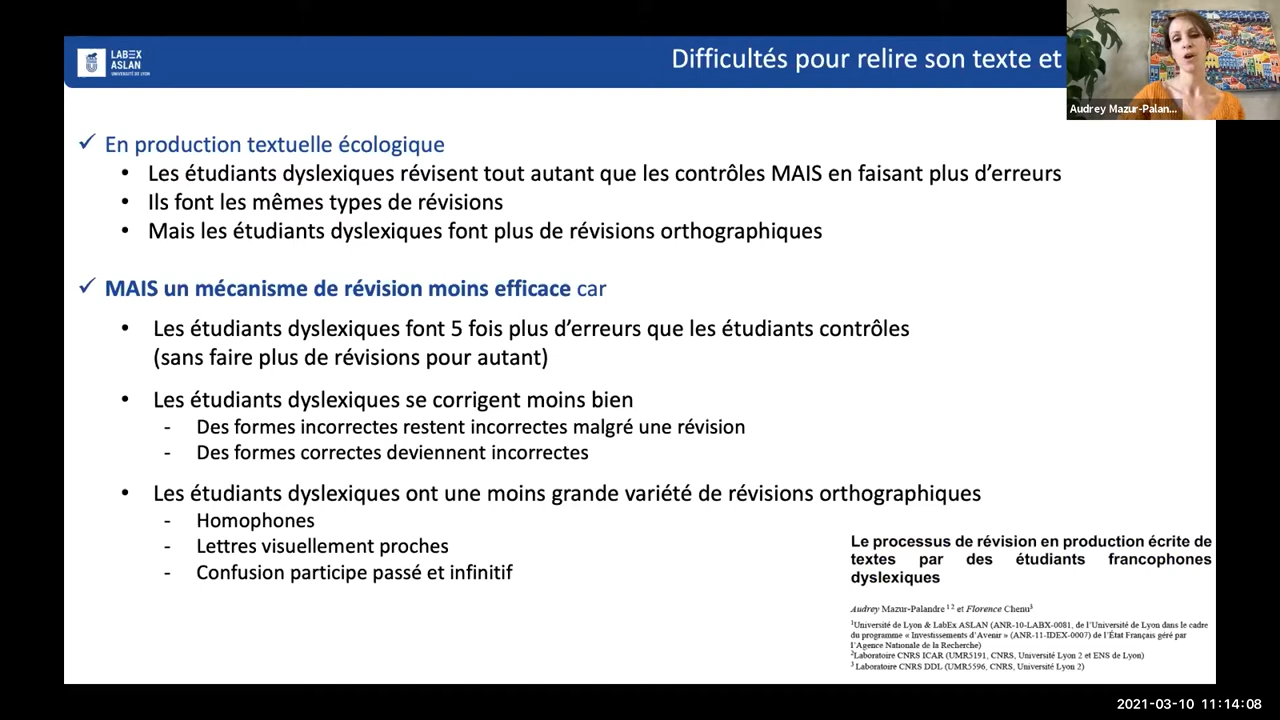 LABEX
ASLAN
UNIVERSITÉ DE LYON
Difficultés pour relire son texte et
Audrey Mazur-Palan...
✓ En production textuelle écologique
• Les étudiants dyslexiques révisent tout autant que les contrôles MAIS en faisant plus d’erreurs
• Ils font les mêmes types de révisions
• Mais les étudiants dyslexiques font plus de révisions orthographiques
✓ MAIS un mécanisme de révision moins efficace car
• Les étudiants dyslexiques font 5 fois plus d’erreurs que les étudiants contrôles
(sans faire plus de révisions pour autant)
• Les étudiants dyslexiques se corrigent moins bien
- Des formes incorrectes restent incorrectes malgré une révision
- Des formes correctes deviennent incorrectes
• Les étudiants dyslexiques ont une moins grande variété de révisions orthographiques
- Homophones
- Lettres visuellement proches
- Confusion participe passé et infinitif
Le processus de révision en production écrite de
textes par des étudiants francophones
dyslexiques
Audrey Mazur-Palandre 1 2 et Florence Chenu3
1Université de Lyon & LabEx ASLAN (ANR-10-LABX-0081, de l’Université de Lyon dans le cadre
du programme « Investissements d’Avenir » (ANR-11-IDEX-0007) de l’État Français géré par
l’Agence Nationale de la Recherche)
2Laboratoire CNRS ICAR (UMR5191, CNRS, Université Lyon 2 et ENS de Lyon)
3 Laboratoire CNRS DDL (UMR5596, CNRS, Université Lyon 2)
2021-03-10 11:14:08